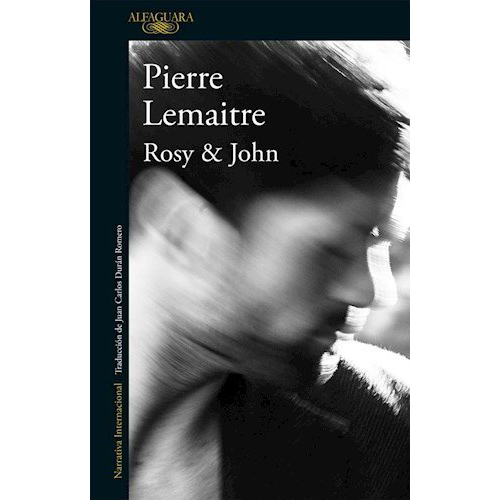 ALFAGUARA
Pierre
Lemaitre
Rosy & John
Narrativa Internacional Traducción de Juan Carlos Durán Romero